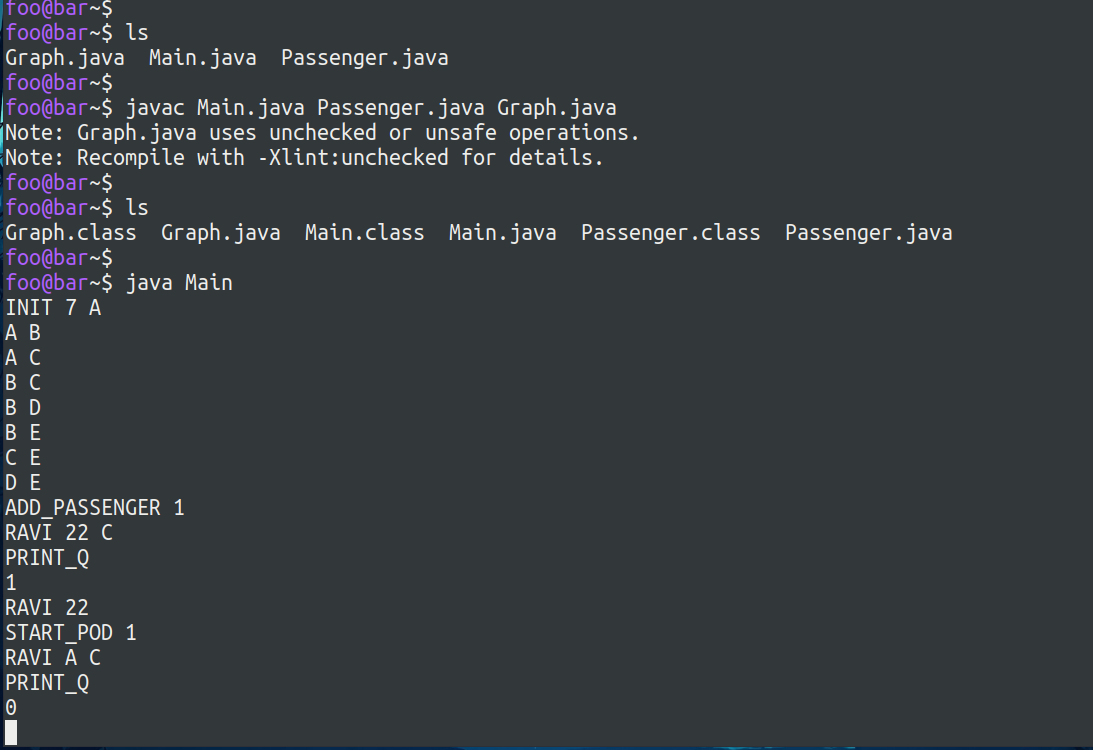 foo@bar~$
foo@bar~$ ls
Graph.java  Main.java  Passenger.java
foo@bar~$
foo@bar~$ javac Main.java Passenger.java Graph.java
Note: Graph.java uses unchecked or unsafe operations.
Note: Recompile with -Xlint:unchecked for details.
foo@bar~$
foo@bar~$ ls
Graph.class  Graph.java  Main.class  Main.java  Passenger.class  Passenger.java
foo@bar~$
foo@bar~$ java Main
INIT 7 A
A B
A C
B C
B D
B E
C E
D E
ADD_PASSENGER 1
RAVI 22 C
PRINT_Q
1
RAVI 22
START_POD 1
RAVI A C
PRINT_Q
0